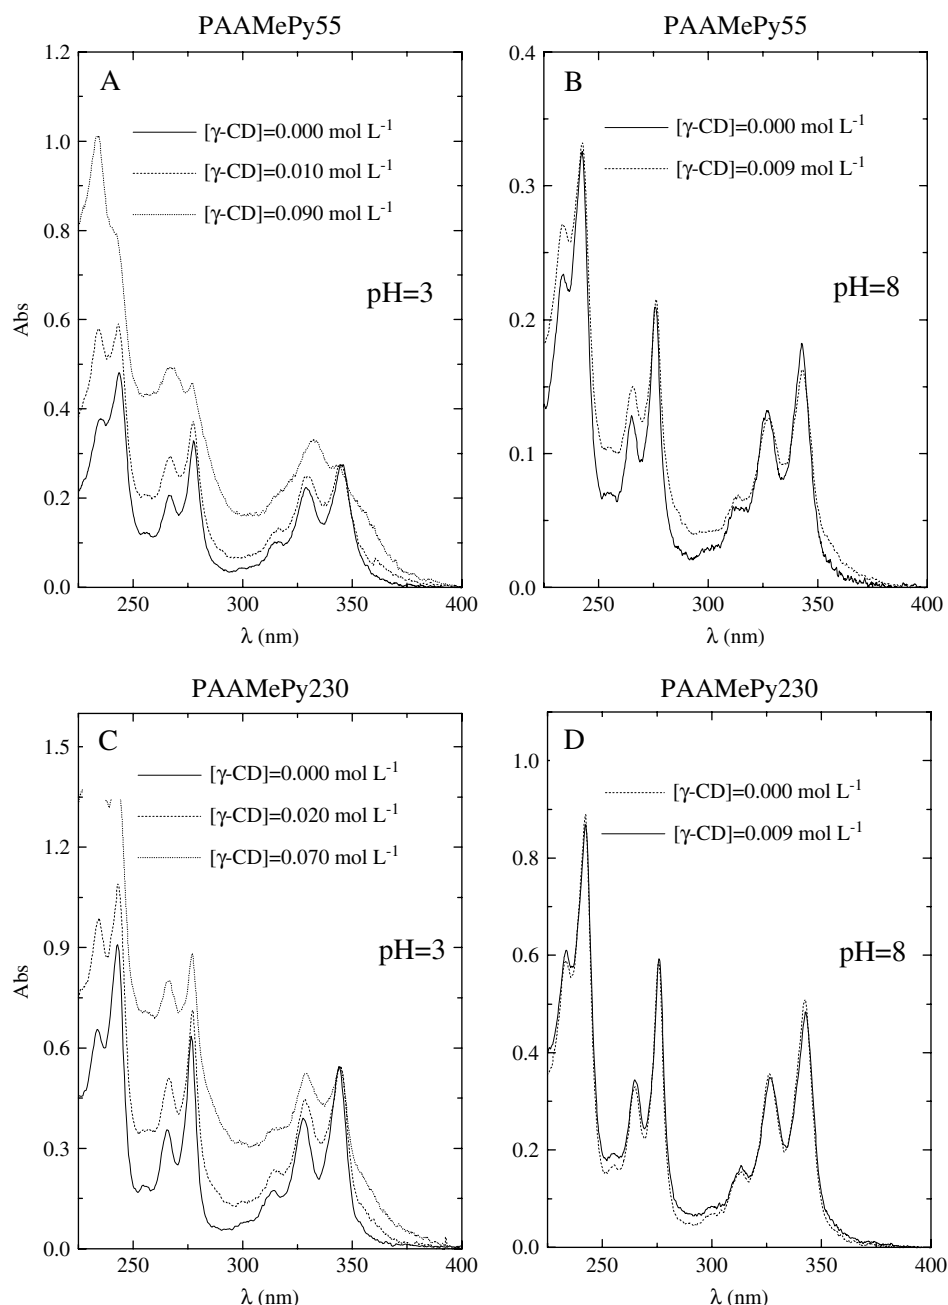 PAAMePy55
PAAMePy55
A
[γ-CD]=0.000 mol L⁻¹
[γ-CD]=0.010 mol L⁻¹
[γ-CD]=0.090 mol L⁻¹
pH=3
Abs
1.2
1.0
0.8
0.6
0.4
0.2
0.0
250
300
350
400
λ (nm)
B
[γ-CD]=0.000 mol L⁻¹
[γ-CD]=0.009 mol L⁻¹
pH=8
0.4
0.3
0.2
0.1
0.0
250
300
350
400
λ (nm)
PAAMePy230
PAAMePy230
C
[γ-CD]=0.000 mol L⁻¹
[γ-CD]=0.020 mol L⁻¹
[γ-CD]=0.070 mol L⁻¹
pH=3
Abs
1.5
1.2
0.9
0.6
0.3
0.0
250
300
350
400
λ (nm)
D
[γ-CD]=0.000 mol L⁻¹
[γ-CD]=0.009 mol L⁻¹
pH=8
1.0
0.8
0.6
0.4
0.2
0.0
250
300
350
400
λ (nm)